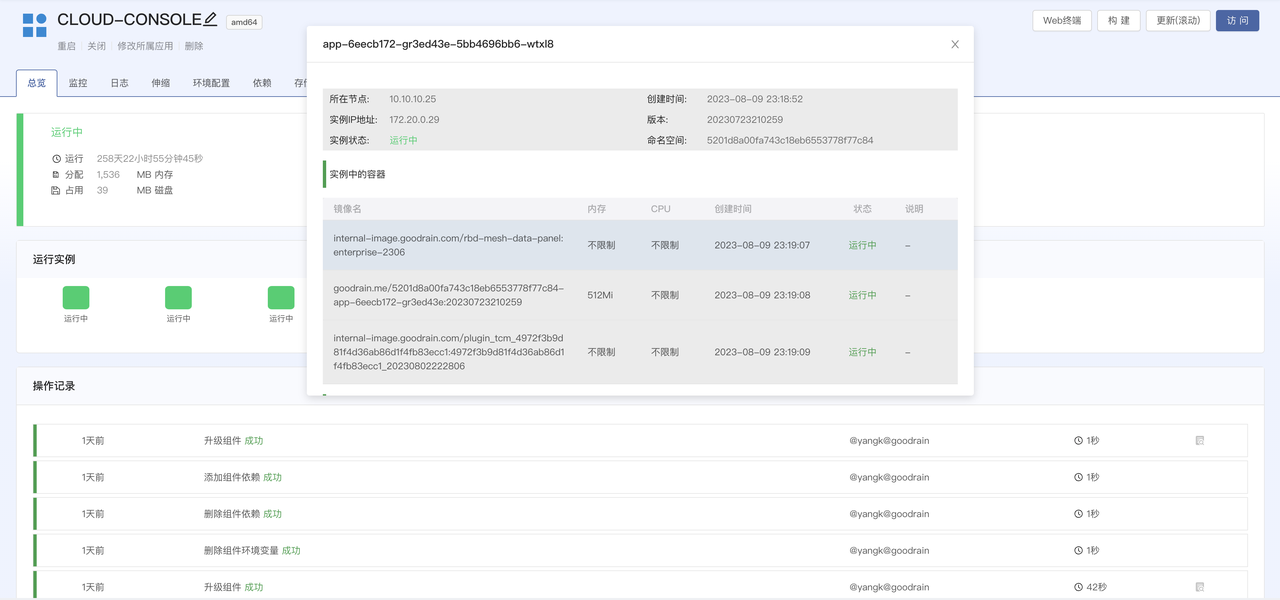 CLOUD-CONSOLE amd64
重启 关闭 修改所属应用 删除
Web终端 构 建 更新(滚动) 访 问
总览 监控 日志 伸缩 环境配置 依赖
运行中
运行 258天22小时55分钟45秒
分配 1,536 MB 内存
占用 39 MB 磁盘
运行实例
运行中 运行中 运行中
app-6eecb172-gr3ed43e-5bb4696bb6-wtxl8
所在节点: 10.10.10.25 创建时间: 2023-08-09 23:18:52
实例IP地址: 172.20.0.29 版本: 20230723210259
实例状态: 运行中 命名空间: 5201d8a00fa743c18eb6553778f77c84
实例中的容器
镜像名 内存 CPU 创建时间 状态 说明
internal-image.goodrain.com/rbd-mesh-data-panel:
enterprise-2306 不限制 不限制 2023-08-09 23:19:07 运行中 –
goodrain.me/5201d8a00fa743c18eb6553778f77c84-
app-6eecb172-gr3ed43e:20230723210259 512Mi 不限制 2023-08-09 23:19:08 运行中 –
internal-image.goodrain.com/plugin_tcm_4972f3b9d
81f4d36ab86d1f4fb83ecc1:4972f3b9d81f4d36ab86d1 不限制 不限制 2023-08-09 23:19:09 运行中 –
f4fb83ecc1_20230802222806
操作记录
1天前 升级组件 成功 @yangk@goodrain 1秒
1天前 添加组件依赖 成功 @yangk@goodrain 1秒
1天前 删除组件依赖 成功 @yangk@goodrain 1秒
1天前 删除组件环境变量 成功 @yangk@goodrain 1秒
1天前 升级组件 成功 @yangk@goodrain 42秒